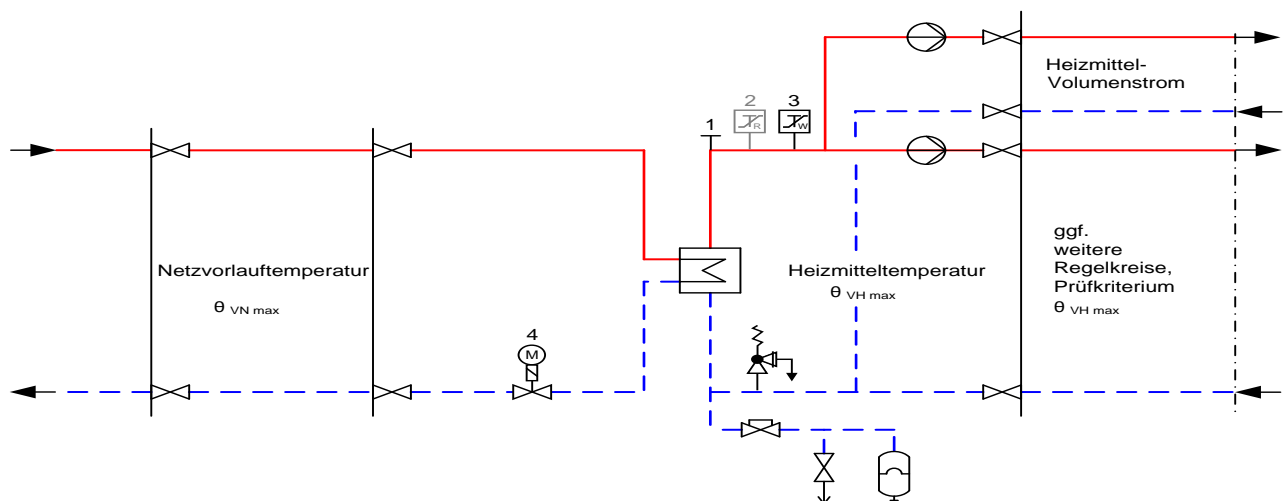 Heizmittel-
Volumenstrom
2
3
1
R
W
Netzvorlauftemperatur
θ VN max
Heizmitteltemperatur
θ VH max
ggf.
weitere
Regelkreise,
Prüfkriterium
θ VH max
4
M